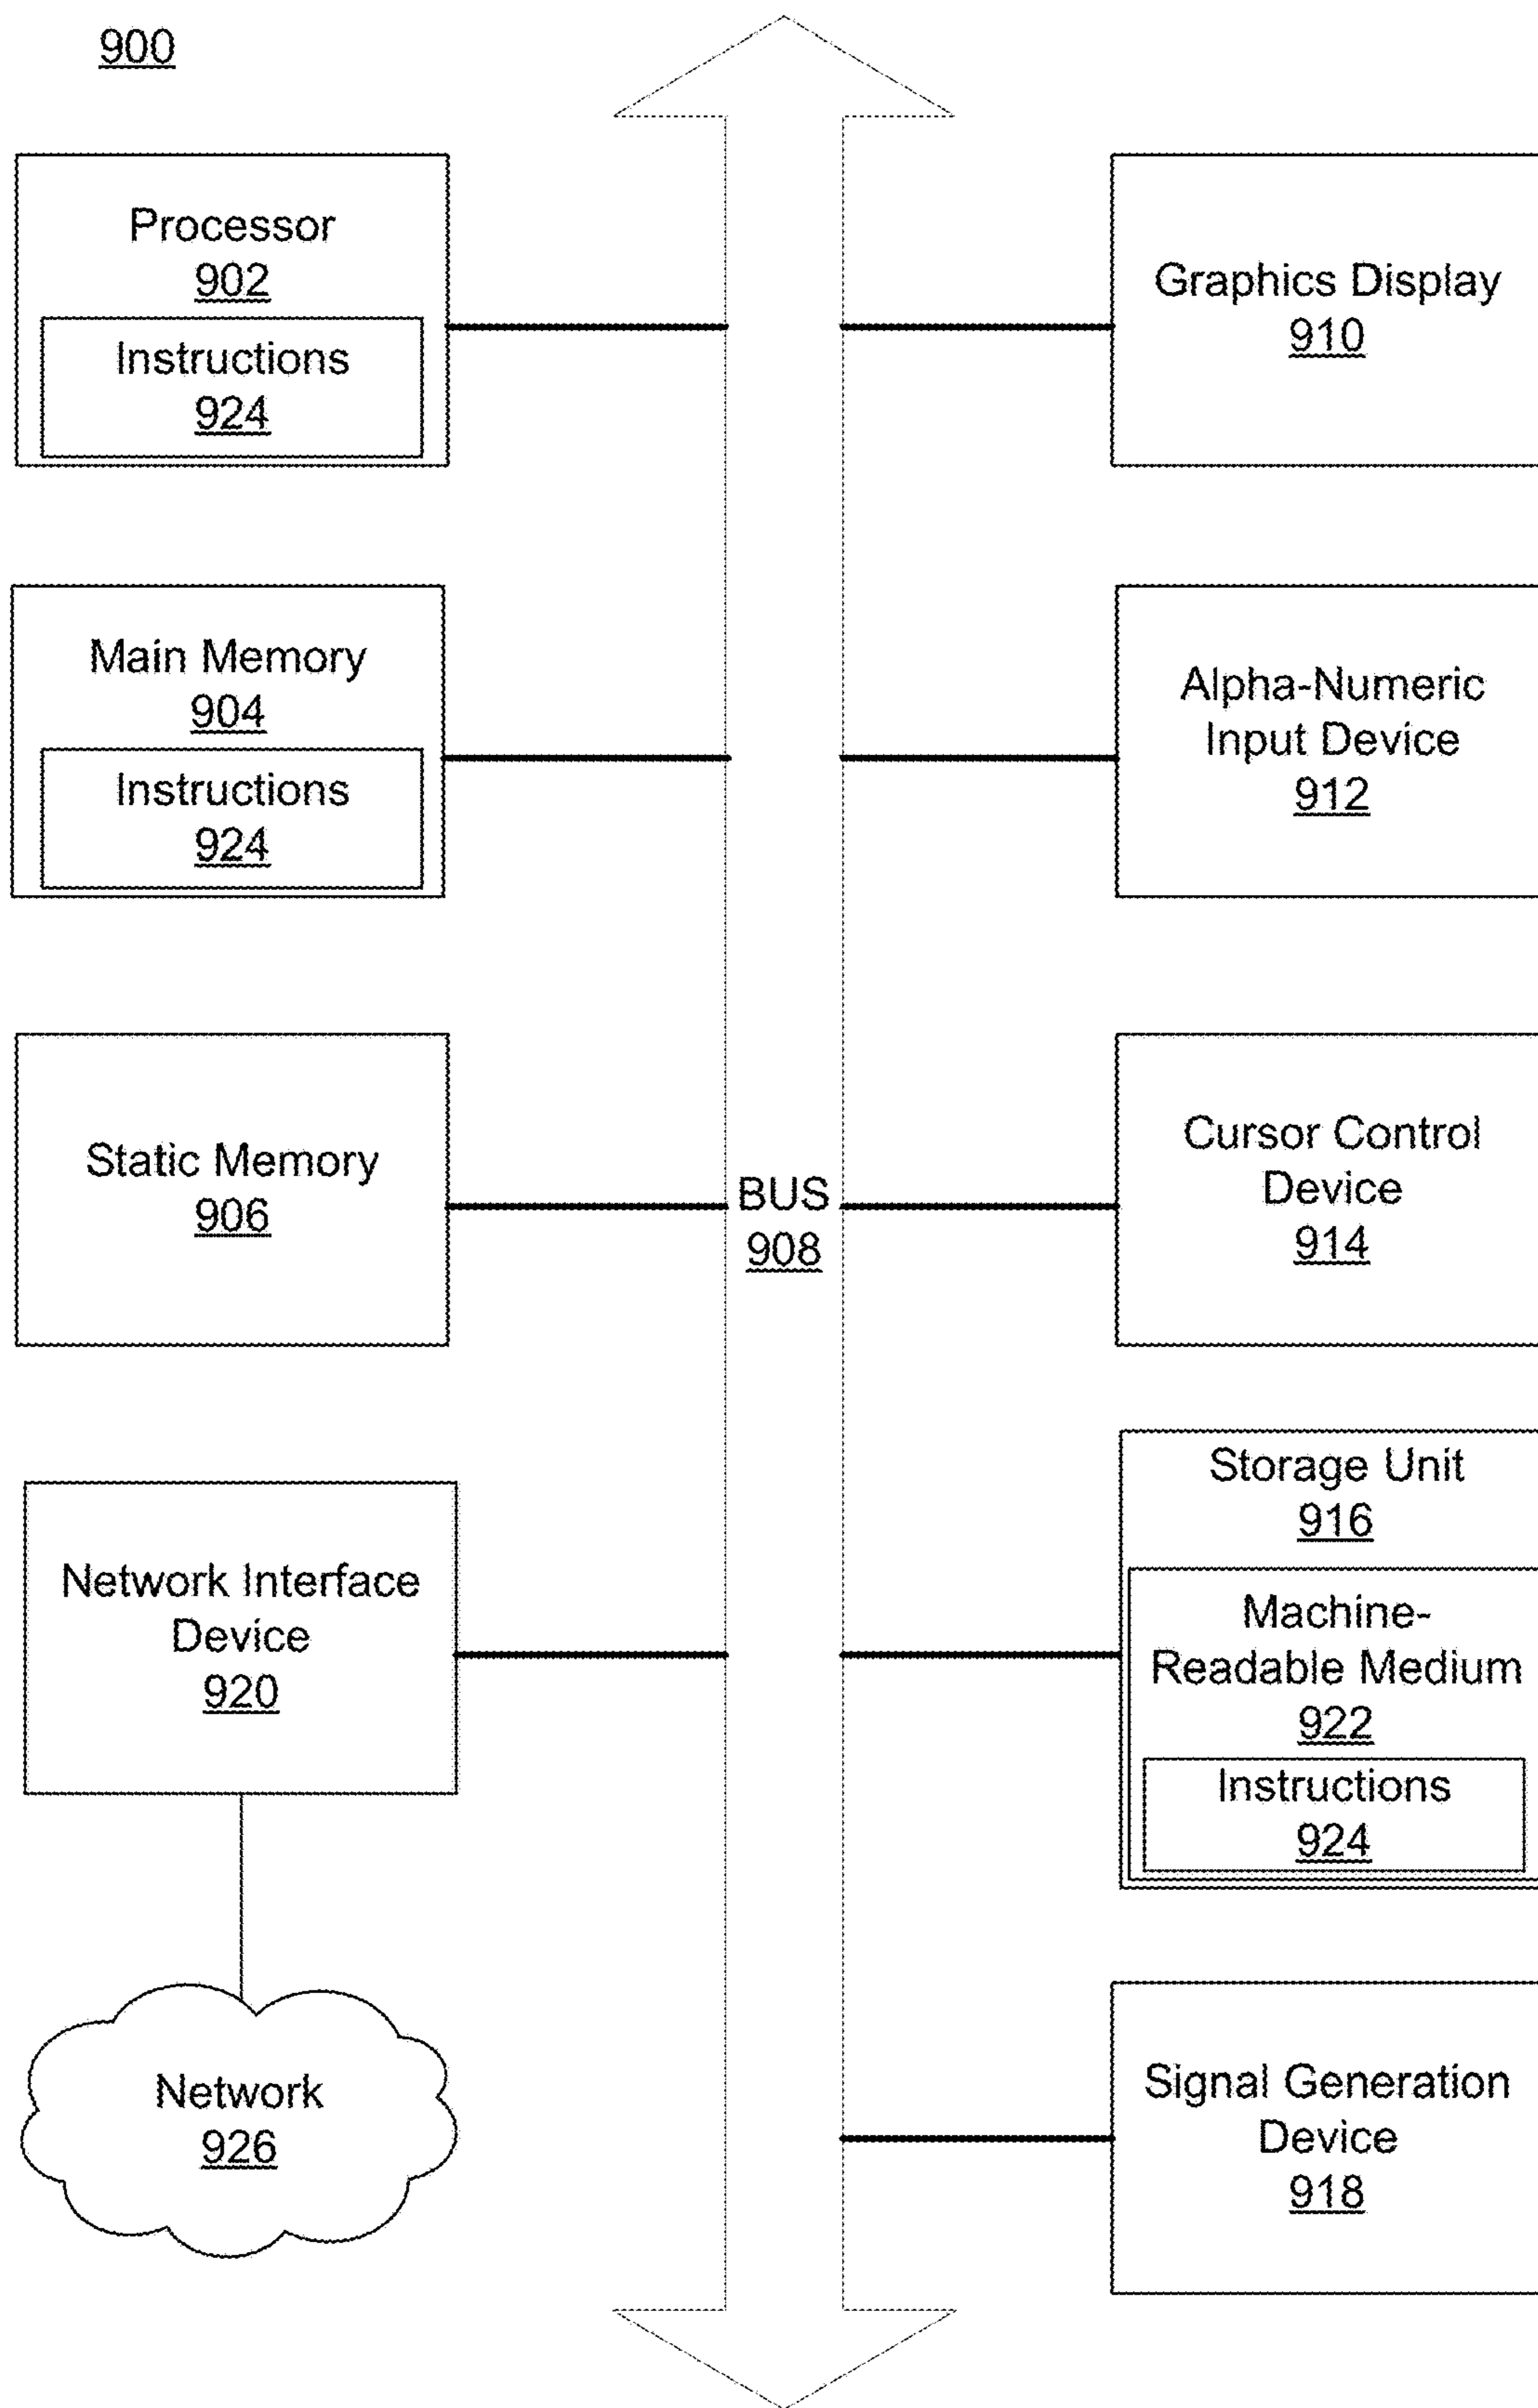 900
Processor
902
Instructions
924
Main Memory
904
Instructions
924
Static Memory
906
Network Interface
Device
920
Network
926
BUS
908
Graphics Display
910
Alpha-Numeric
Input Device
912
Cursor Control
Device
914
Storage Unit
916
Machine-
Readable Medium
922
Instructions
924
Signal Generation
Device
918